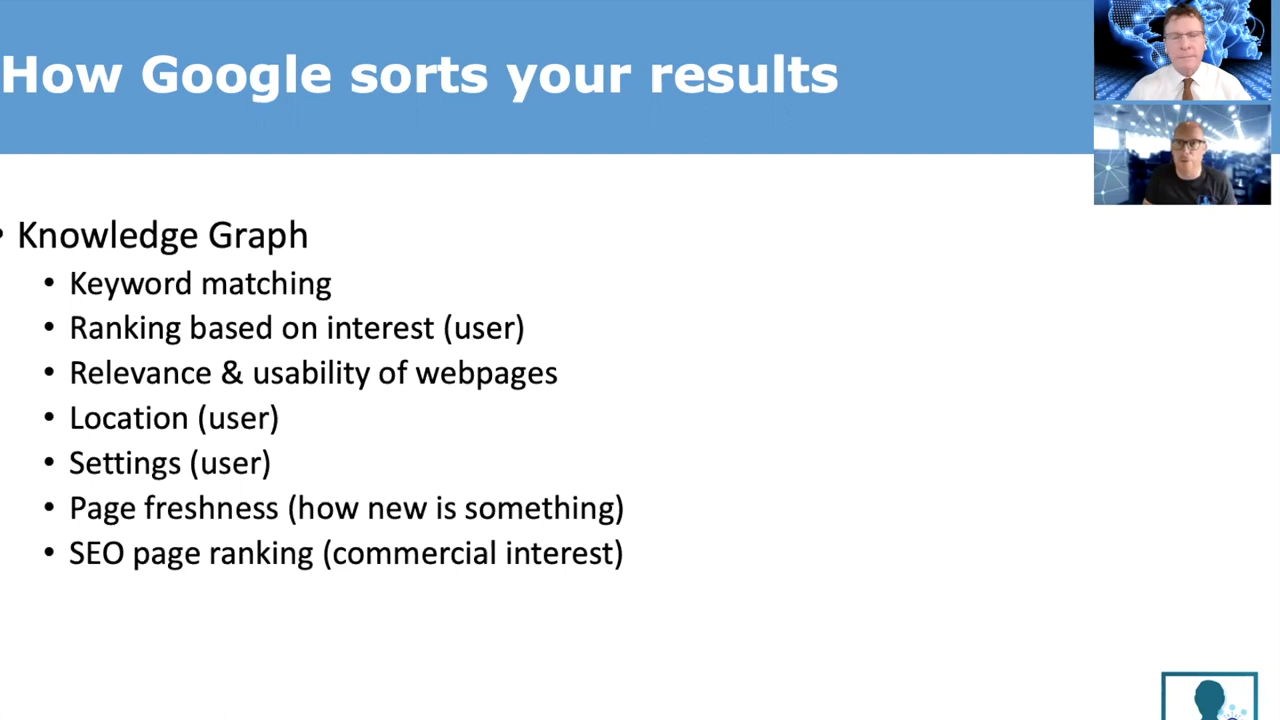 How Google sorts your results
• Knowledge Graph
• Keyword matching
• Ranking based on interest (user)
• Relevance & usability of webpages
• Location (user)
• Settings (user)
• Page freshness (how new is something)
• SEO page ranking (commercial interest)